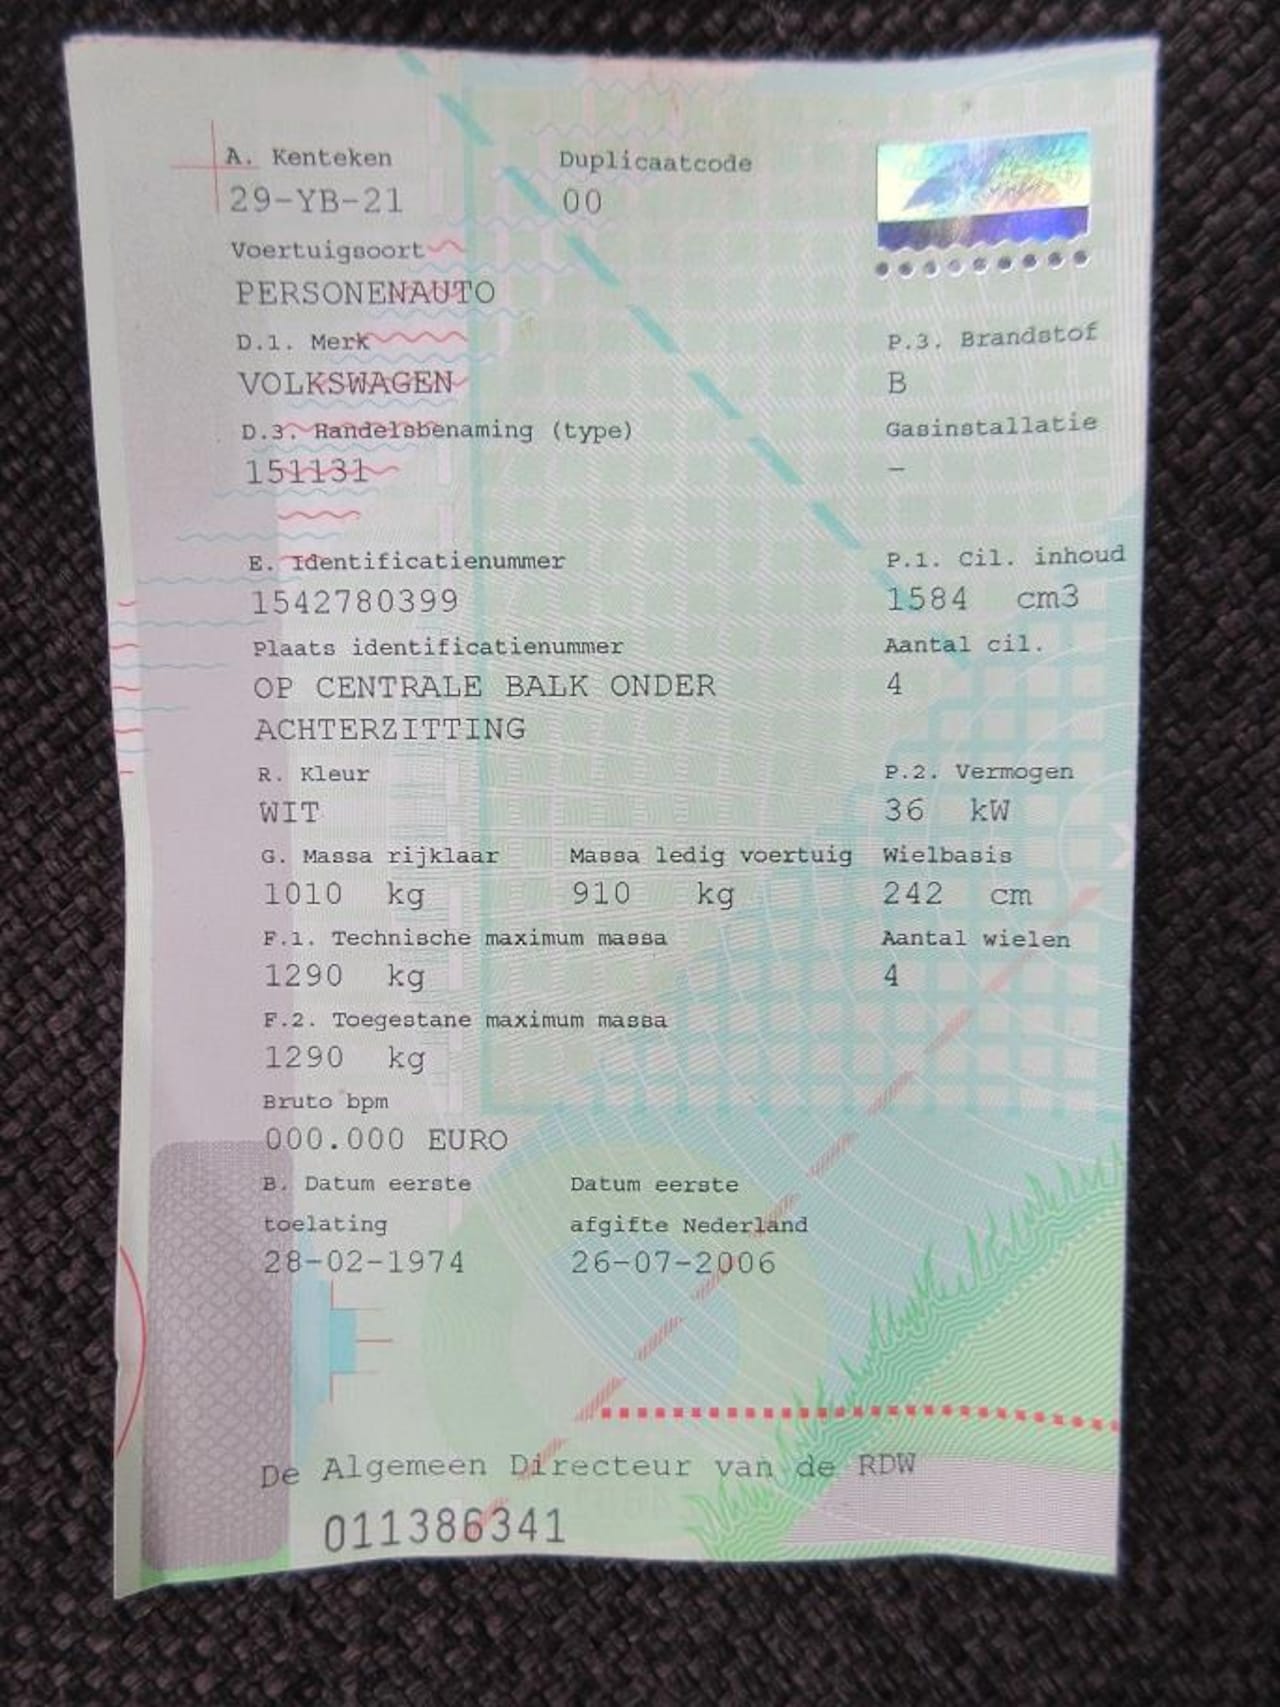 A. Kenteken Duplicaatcode
29-YB-21 00
Voertuigsoort
PERSONENAUTO
D.1. Merk P.3. Brandstof
VOLKSWAGEN B
D.3. Handelsbenaming (type) Gasinstallatie
151131 –
E. Identificatienummer P.1. Cil. inhoud
1542780399 1584 cm3
Plaats identificatienummer Aantal cil.
OP CENTRALE BALK ONDER 4
ACHTERZITTING
R. Kleur P.2. Vermogen
WIT 36 kW
G. Massa rijklaar Massa ledig voertuig Wielbasis
1010 kg 910 kg 242 cm
F.1. Technische maximum massa Aantal wielen
1290 kg 4
F.2. Toegestane maximum massa
1290 kg
Bruto bpm
000.000 EURO
B. Datum eerste Datum eerste
toelating afgifte Nederland
28-02-1974 26-07-2006
De Algemeen Directeur van de RDW
011386341